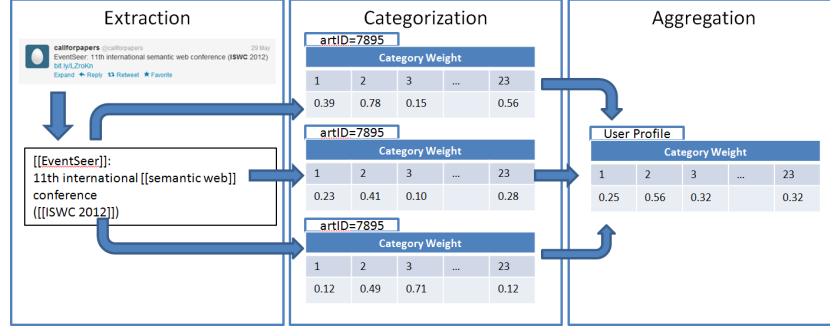 Extraction
callforpapers @callforpapers 29 May
EventSeer: 11th international semantic web conference (ISWC 2012)
bit.ly/LZroKn
Expand Reply Retweet Favorite
[[EventSeer]]:
11th international [[semantic web]]
conference
([[ISWC 2012]])
Categorization
artID=7895
Category Weight
1 2 3 ... 23
0.39 0.78 0.15 0.56
artID=7895
Category Weight
1 2 3 ... 23
0.23 0.41 0.10 0.28
artID=7895
Category Weight
1 2 3 ... 23
0.12 0.49 0.71 0.12
Aggregation
User Profile
Category Weight
1 2 3 ... 23
0.25 0.56 0.32 0.32